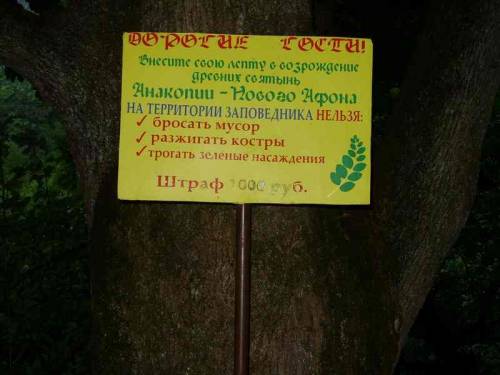 ДОРОГИЕ ГОСТИ!
Внесите свою лепту в возрождение
древних святынь
Анакопии - Нового Афона
НА ТЕРРИТОРИИ ЗАПОВЕДНИКА НЕЛЬЗЯ:
✓ бросать мусор
✓ разжигать костры
✓ трогать зеленые насаждения
Штраф 1000 руб.